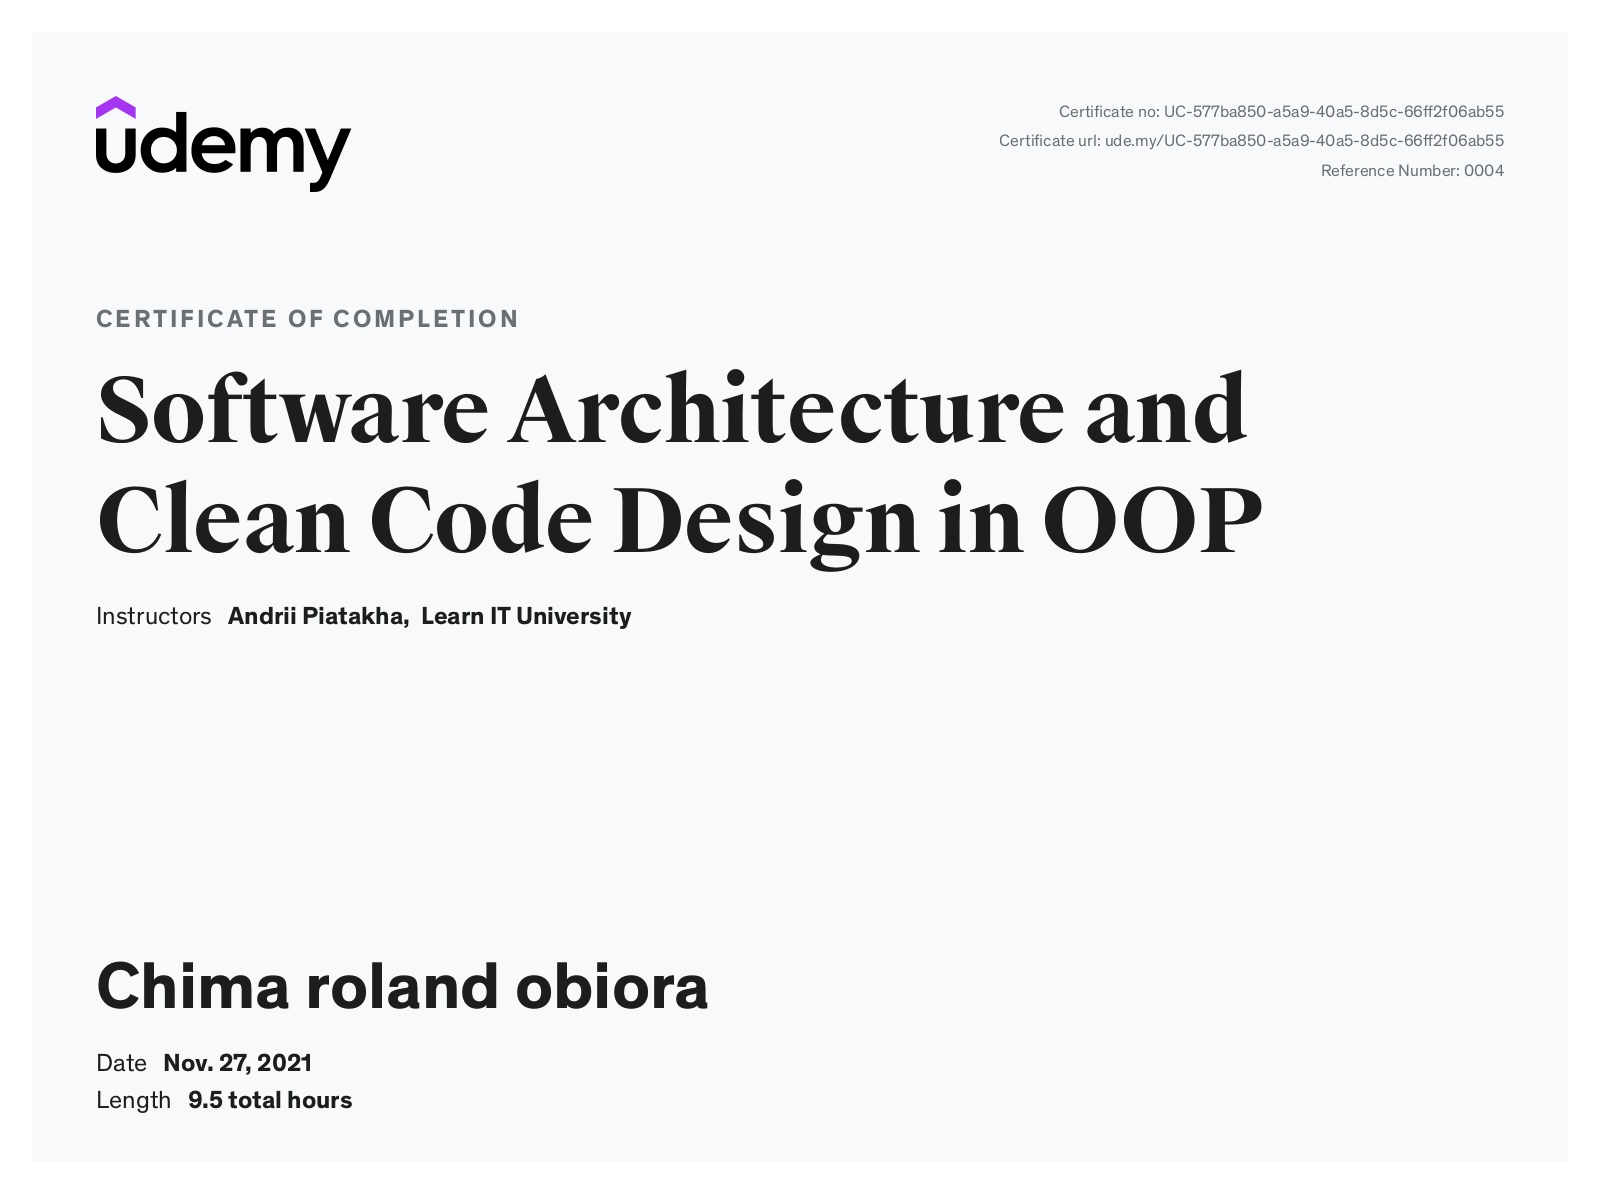 udemy
Certificate no: UC-577ba850-a5a9-40a5-8d5c-66ff2f06ab55
Certificate url: ude.my/UC-577ba850-a5a9-40a5-8d5c-66ff2f06ab55
Reference Number: 0004
CERTIFICATE OF COMPLETION
Software Architecture and
Clean Code Design in OOP
Instructors Andrii Piatakha, Learn IT University
Chima roland obiora
Date Nov. 27, 2021
Length 9.5 total hours